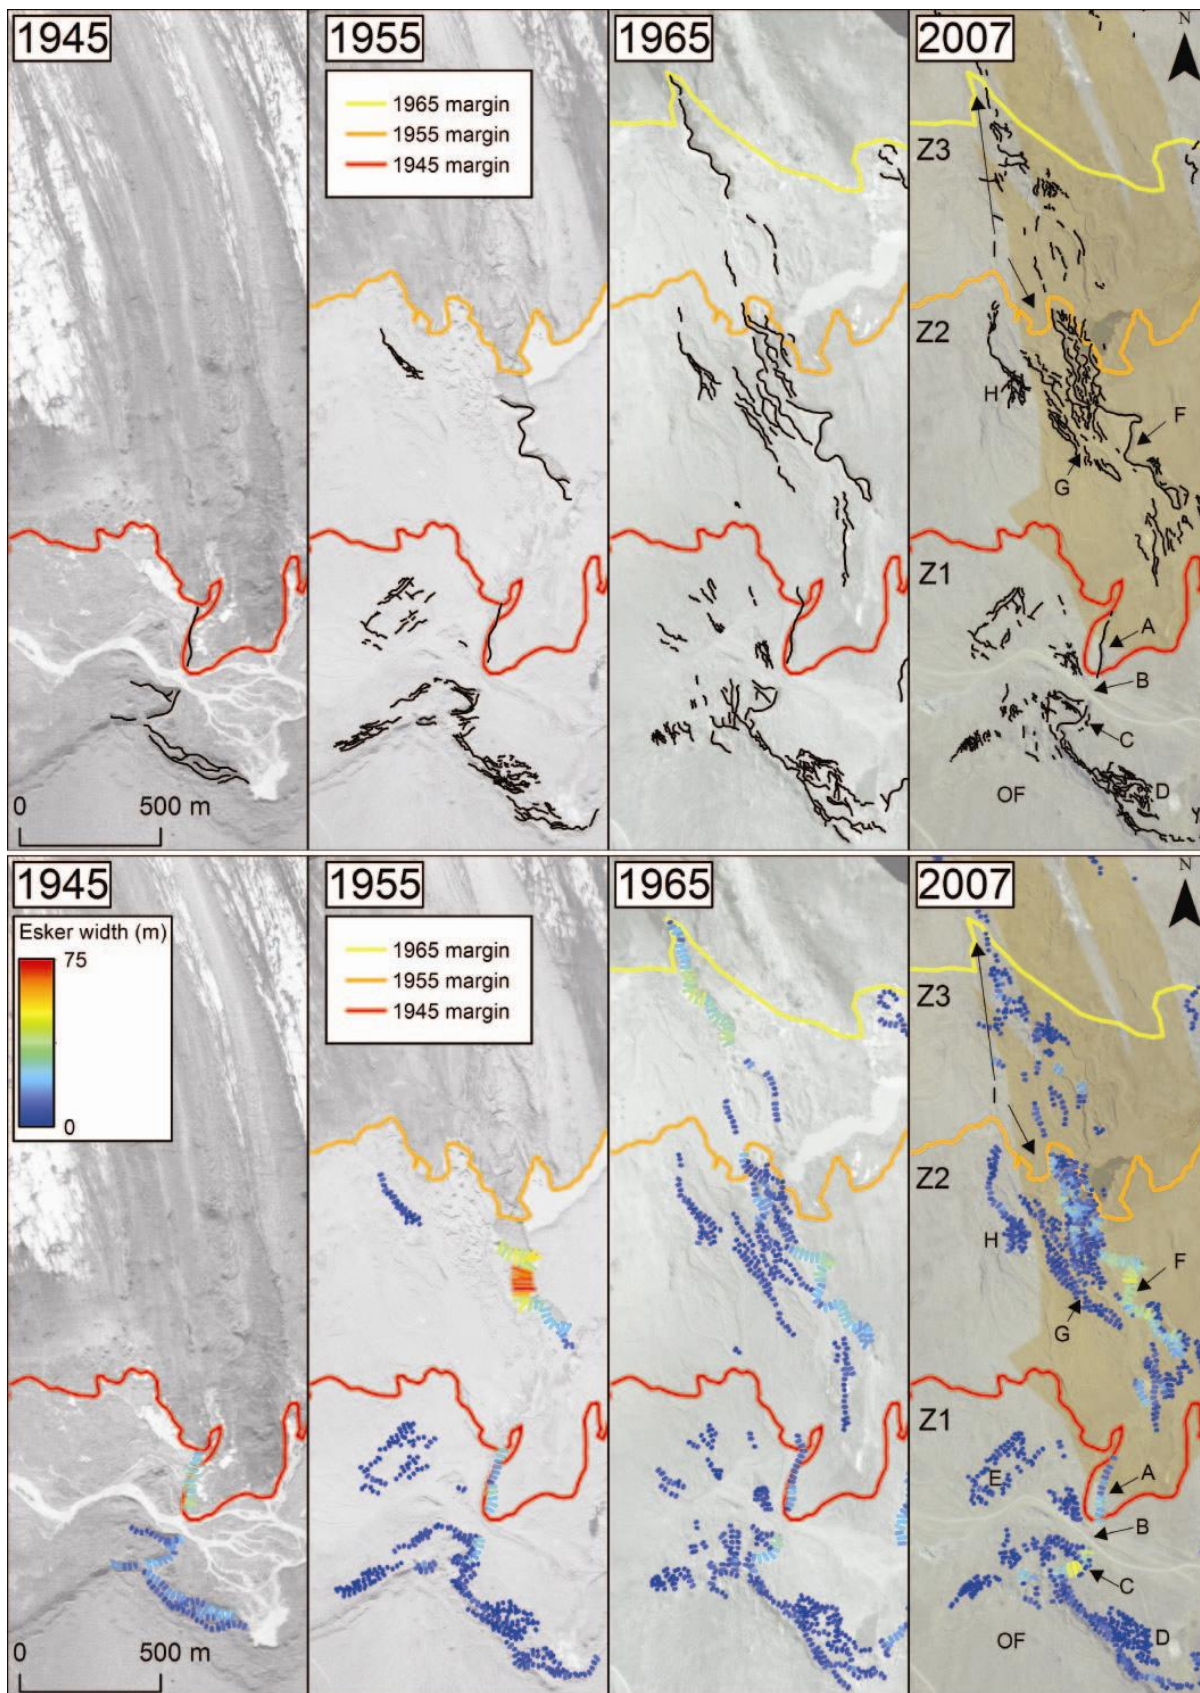 1945
1955
1965
2007
N
1965 margin
1955 margin
1945 margin
Z3
Z2
H
F
G
Z1
A
B
C
D
OF
0
500 m
1945
1955
1965
2007
N
Esker width (m)
75
0
1965 margin
1955 margin
1945 margin
Z3
Z2
H
F
G
Z1
E
A
B
C
D
OF
0
500 m